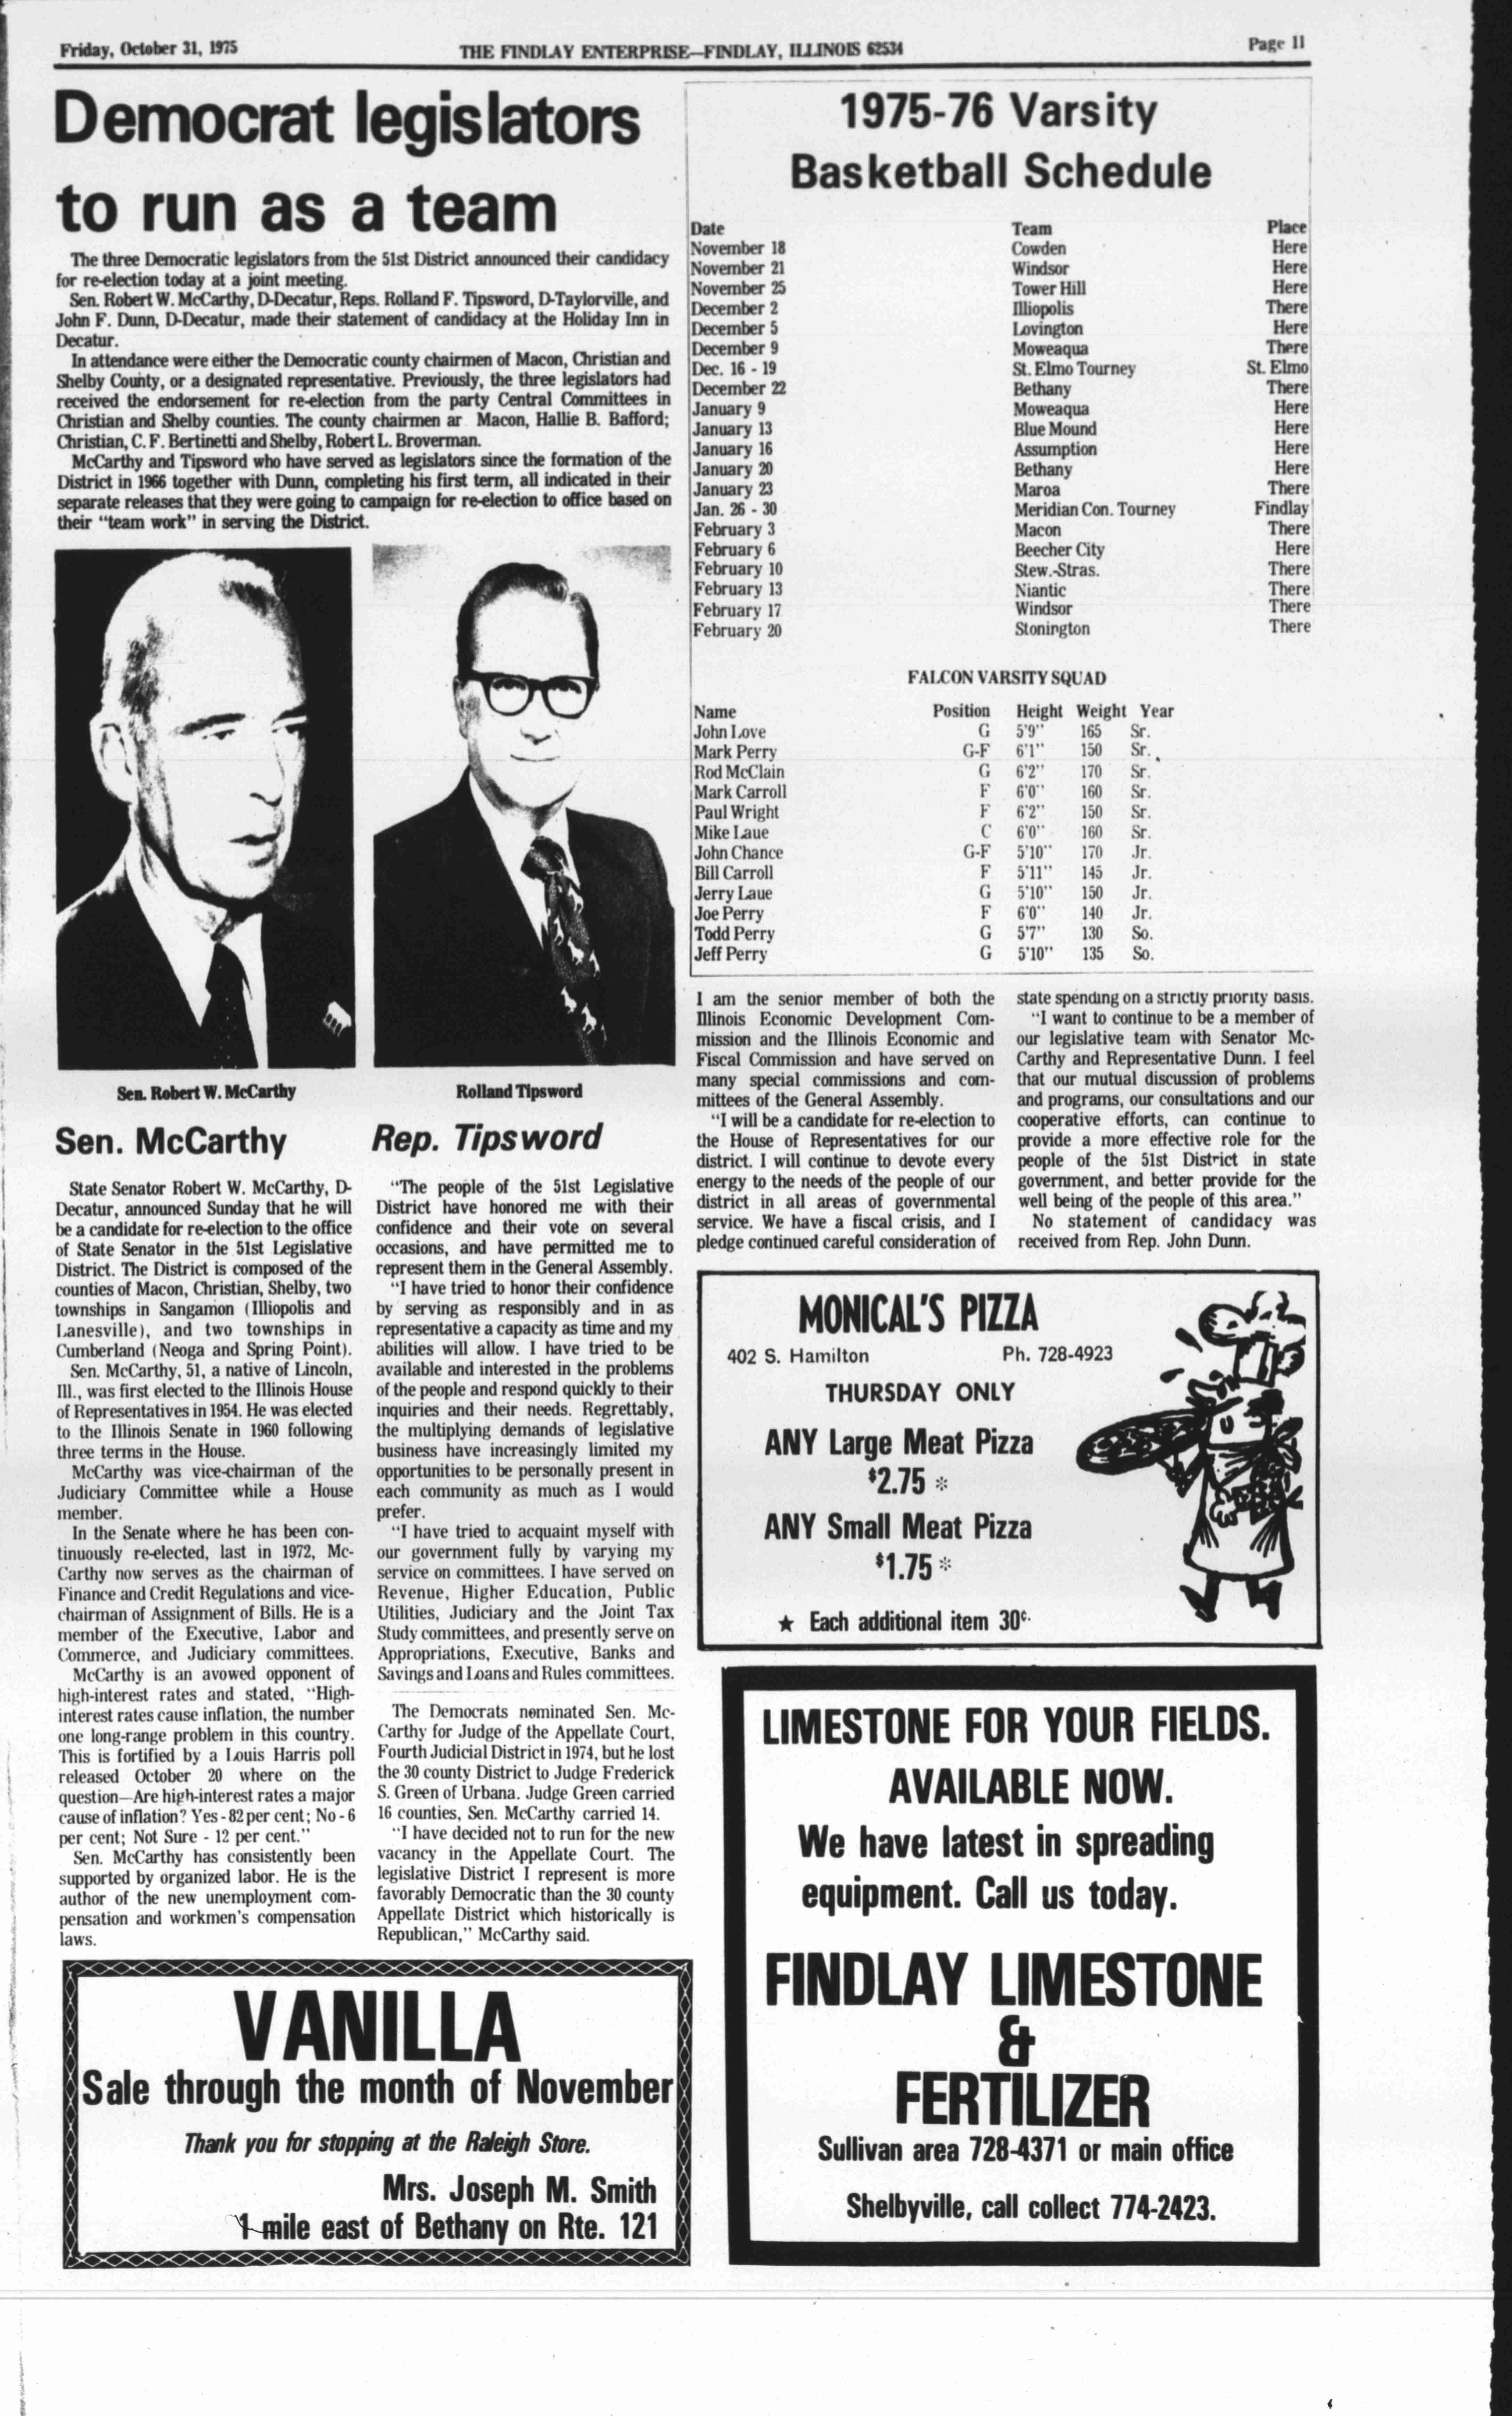 Friday, October 31, 1975
THE FINDLAY ENTERPRISE—FINDLAY, ILLINOIS 62534
Page 11
Democrat legislators
to run as a team
The three Democratic legislators from the 51st District announced their candidacy
for re-election today at a joint meeting.
Sen. Robert W. McCarthy, D-Decatur, Reps. Rolland F. Tipsword, D-Taylorville, and
John F. Dunn, D-Decatur, made their statement of candidacy at the Holiday Inn in
Decatur.
In attendance were either the Democratic county chairmen of Macon, Christian and
Shelby County, or a designated representative. Previously, the three legislators had
received the endorsement for re-election from the party Central Committees in
Christian and Shelby counties. The county chairmen ar Macon, Hallie B. Bafford;
Christian, C. F. Bertinetti and Shelby, Robert L. Broverman.
McCarthy and Tipsword who have served as legislators since the formation of the
District in 1966 together with Dunn, completing his first term, all indicated in their
separate releases that they were going to campaign for re-election to office based on
their "team work" in serving the District.
Sen. Robert W. McCarthy
Rolland Tipsword
Sen. McCarthy
State Senator Robert W. McCarthy, D-
Decatur, announced Sunday that he will
be a candidate for re-election to the office
of State Senator in the 51st Legislative
District. The District is composed of the
counties of Macon, Christian, Shelby, two
townships in Sangamon (Illiopolis and
Lanesville), and two townships in
Cumberland (Neoga and Spring Point).
Sen. McCarthy, 51, a native of Lincoln,
Ill., was first elected to the Illinois House
of Representatives in 1954. He was elected
to the Illinois Senate in 1960 following
three terms in the House.
McCarthy was vice-chairman of the
Judiciary Committee while a House
member.
In the Senate where he has been con-
tinuously re-elected, last in 1972, Mc-
Carthy now serves as the chairman of
Finance and Credit Regulations and vice-
chairman of Assignment of Bills. He is a
member of the Executive, Labor and
Commerce, and Judiciary committees.
McCarthy is an avowed opponent of
high-interest rates and stated, "High-
interest rates cause inflation, the number
one long-range problem in this country.
This is fortified by a Louis Harris poll
released October 20 where on the
question—Are high-interest rates a major
cause of inflation? Yes - 82 per cent; No - 6
per cent; Not Sure - 12 per cent."
Sen. McCarthy has consistently been
supported by organized labor. He is the
author of the new unemployment com-
pensation and workmen's compensation
laws.
The Democrats nominated Sen. Mc-
Carthy for Judge of the Appellate Court,
Fourth Judicial District in 1974, but he lost
the 30 county District to Judge Frederick
S. Green of Urbana. Judge Green carried
16 counties, Sen. McCarthy carried 14.
"I have decided not to run for the new
vacancy in the Appellate Court. The
legislative District I represent is more
favorably Democratic than the 30 county
Appellate District which historically is
Republican," McCarthy said.
Rep. Tipsword
"The people of the 51st Legislative
District have honored me with their
confidence and their vote on several
occasions, and have permitted me to
represent them in the General Assembly.
"I have tried to honor their confidence
by serving as responsibly and in as
representative a capacity as time and my
abilities will allow. I have tried to be
available and interested in the problems
of the people and respond quickly to their
inquiries and their needs. Regrettably,
the multiplying demands of legislative
business have increasingly limited my
opportunities to be personally present in
each community as much as I would
prefer.
"I have tried to acquaint myself with
our government fully by varying my
service on committees. I have served on
Revenue, Higher Education, Public
Utilities, Judiciary and the Joint Tax
Study committees, and presently serve on
Appropriations, Executive, Banks and
Savings and Loans and Rules committees.
I am the senior member of both the
Illinois Economic Development Com-
mission and the Illinois Economic and
Fiscal Commission and have served on
many special commissions and com-
mittees of the General Assembly.
"I will be a candidate for re-election to
the House of Representatives for our
district. I will continue to devote every
energy to the needs of the people of our
district in all areas of governmental
service. We have a fiscal crisis, and I
pledge continued careful consideration of
state spending on a strictly priority basis.
"I want to continue to be a member of
our legislative team with Senator Mc-
Carthy and Representative Dunn. I feel
that our mutual discussion of problems
and programs, our consultations and our
cooperative efforts, can continue to
provide a more effective role for the
people of the 51st District in state
government, and better provide for the
well being of the people of this area."
No statement of candidacy was
received from Rep. John Dunn.
1975-76 Varsity
Basketball Schedule
Date Team Place
November 18 Cowden Here
November 21 Windsor Here
November 25 Tower Hill Here
December 2 Illiopolis There
December 5 Lovington Here
December 9 Moweaqua There
Dec. 16 - 19 St. Elmo Tourney St. Elmo
December 22 Bethany There
January 9 Moweaqua Here
January 13 Blue Mound Here
January 16 Assumption Here
January 20 Bethany Here
January 23 Maroa There
Jan. 26 - 30 Meridian Con. Tourney Findlay
February 3 Macon There
February 6 Beecher City Here
February 10 Stew.-Stras. There
February 13 Niantic There
February 17 Windsor There
February 20 Stonington There
FALCON VARSITY SQUAD
Name Position Height Weight Year
John Love G 5'9" 165 Sr.
Mark Perry G-F 6'1" 150 Sr.
Rod McClain G 6'2" 170 Sr.
Mark Carroll F 6'0" 160 Sr.
Paul Wright F 6'2" 150 Sr.
Mike Laue C 6'0" 160 Sr.
John Chance G-F 5'10" 170 Jr.
Bill Carroll F 5'11" 145 Jr.
Jerry Laue G 5'10" 150 Jr.
Joe Perry F 6'0" 140 Jr.
Todd Perry G 5'7" 130 So.
Jeff Perry G 5'10" 135 So.
MONICAL'S PIZZA
402 S. Hamilton Ph. 728-4923
THURSDAY ONLY
ANY Large Meat Pizza
$2.75 *
ANY Small Meat Pizza
$1.75 *
★ Each additional item 30¢.
LIMESTONE FOR YOUR FIELDS.
AVAILABLE NOW.
We have latest in spreading
equipment. Call us today.
FINDLAY LIMESTONE
&
FERTILIZER
Sullivan area 728-4371 or main office
Shelbyville, call collect 774-2423.
VANILLA
Sale through the month of November
Thank you for stopping at the Raleigh Store.
Mrs. Joseph M. Smith
1 mile east of Bethany on Rte. 121